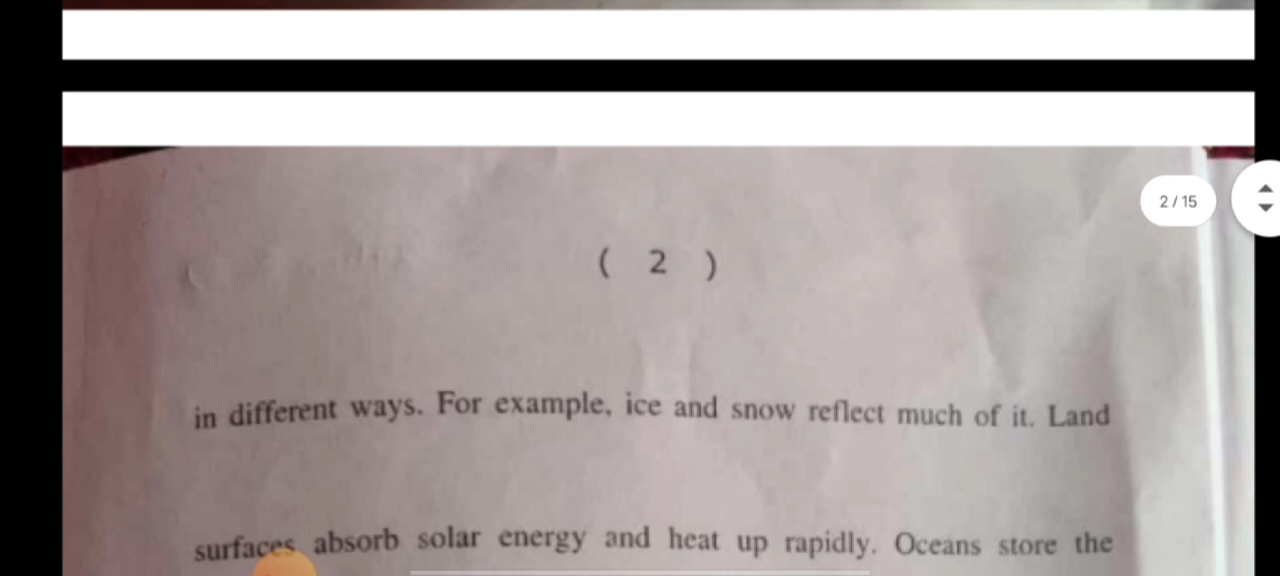 2 / 15
( 2 )
in different ways. For example, ice and snow reflect much of it. Land
surfaces absorb solar energy and heat up rapidly. Oceans store the